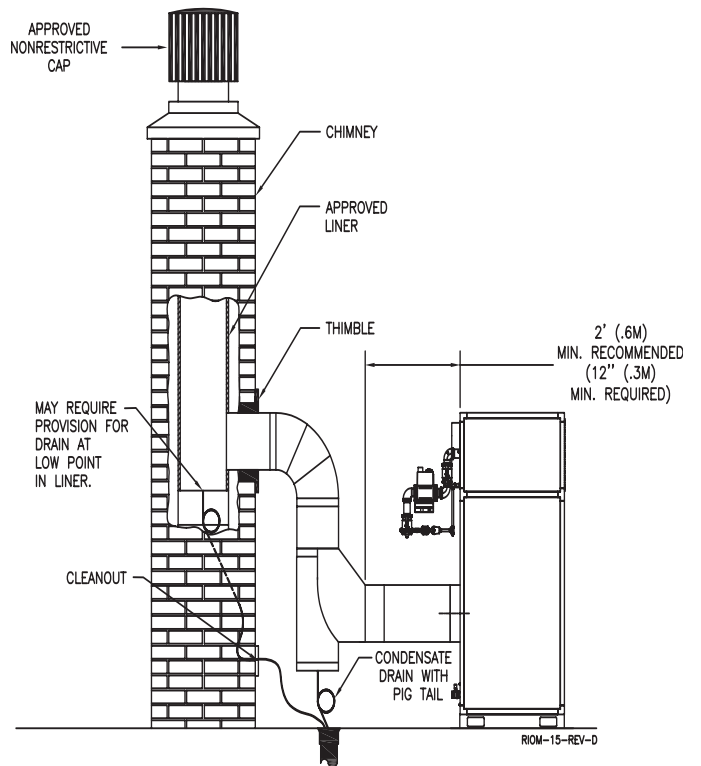 APPROVED
NONRESTRICTIVE
CAP
CHIMNEY
APPROVED
LINER
THIMBLE
2' (.6M)
MIN. RECOMMENDED
(12" (.3M)
MIN. REQUIRED)
MAY REQUIRE
PROVISION FOR
DRAIN AT
LOW POINT
IN LINER.
CLEANOUT
CONDENSATE
DRAIN WITH
PIG TAIL
RIOM-15-REV-D